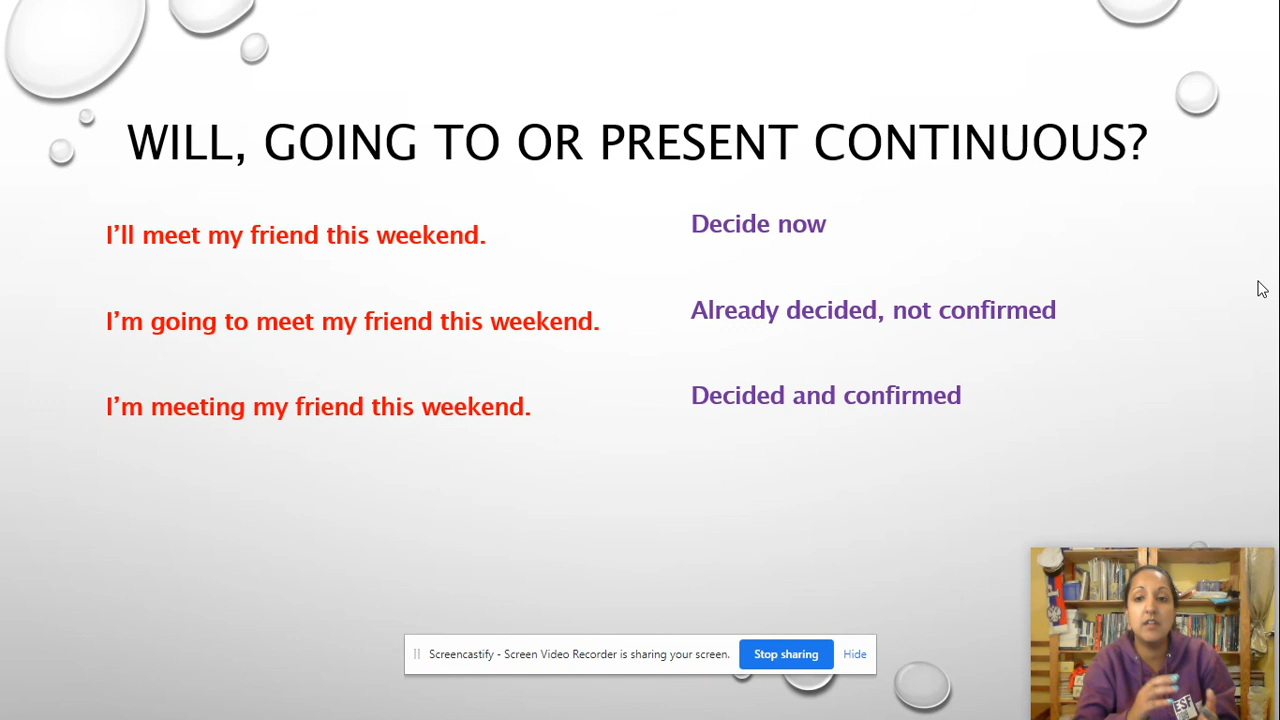 WILL, GOING TO OR PRESENT CONTINUOUS?
I'll meet my friend this weekend.
Decide now
I'm going to meet my friend this weekend.
Already decided, not confirmed
I'm meeting my friend this weekend.
Decided and confirmed
Screencastify - Screen Video Recorder is sharing your screen. Stop sharing Hide
ESF